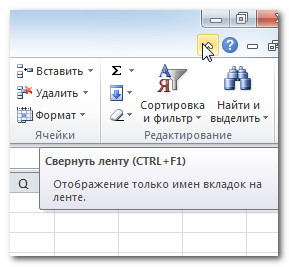 Вставить
Σ
Удалить
Формат
Сортировка
и фильтр
Найти и
выделить
Ячейки
Редактирование
Свернуть ленту (CTRL+F1)
Отображение только имен вкладок на
ленте.
Q